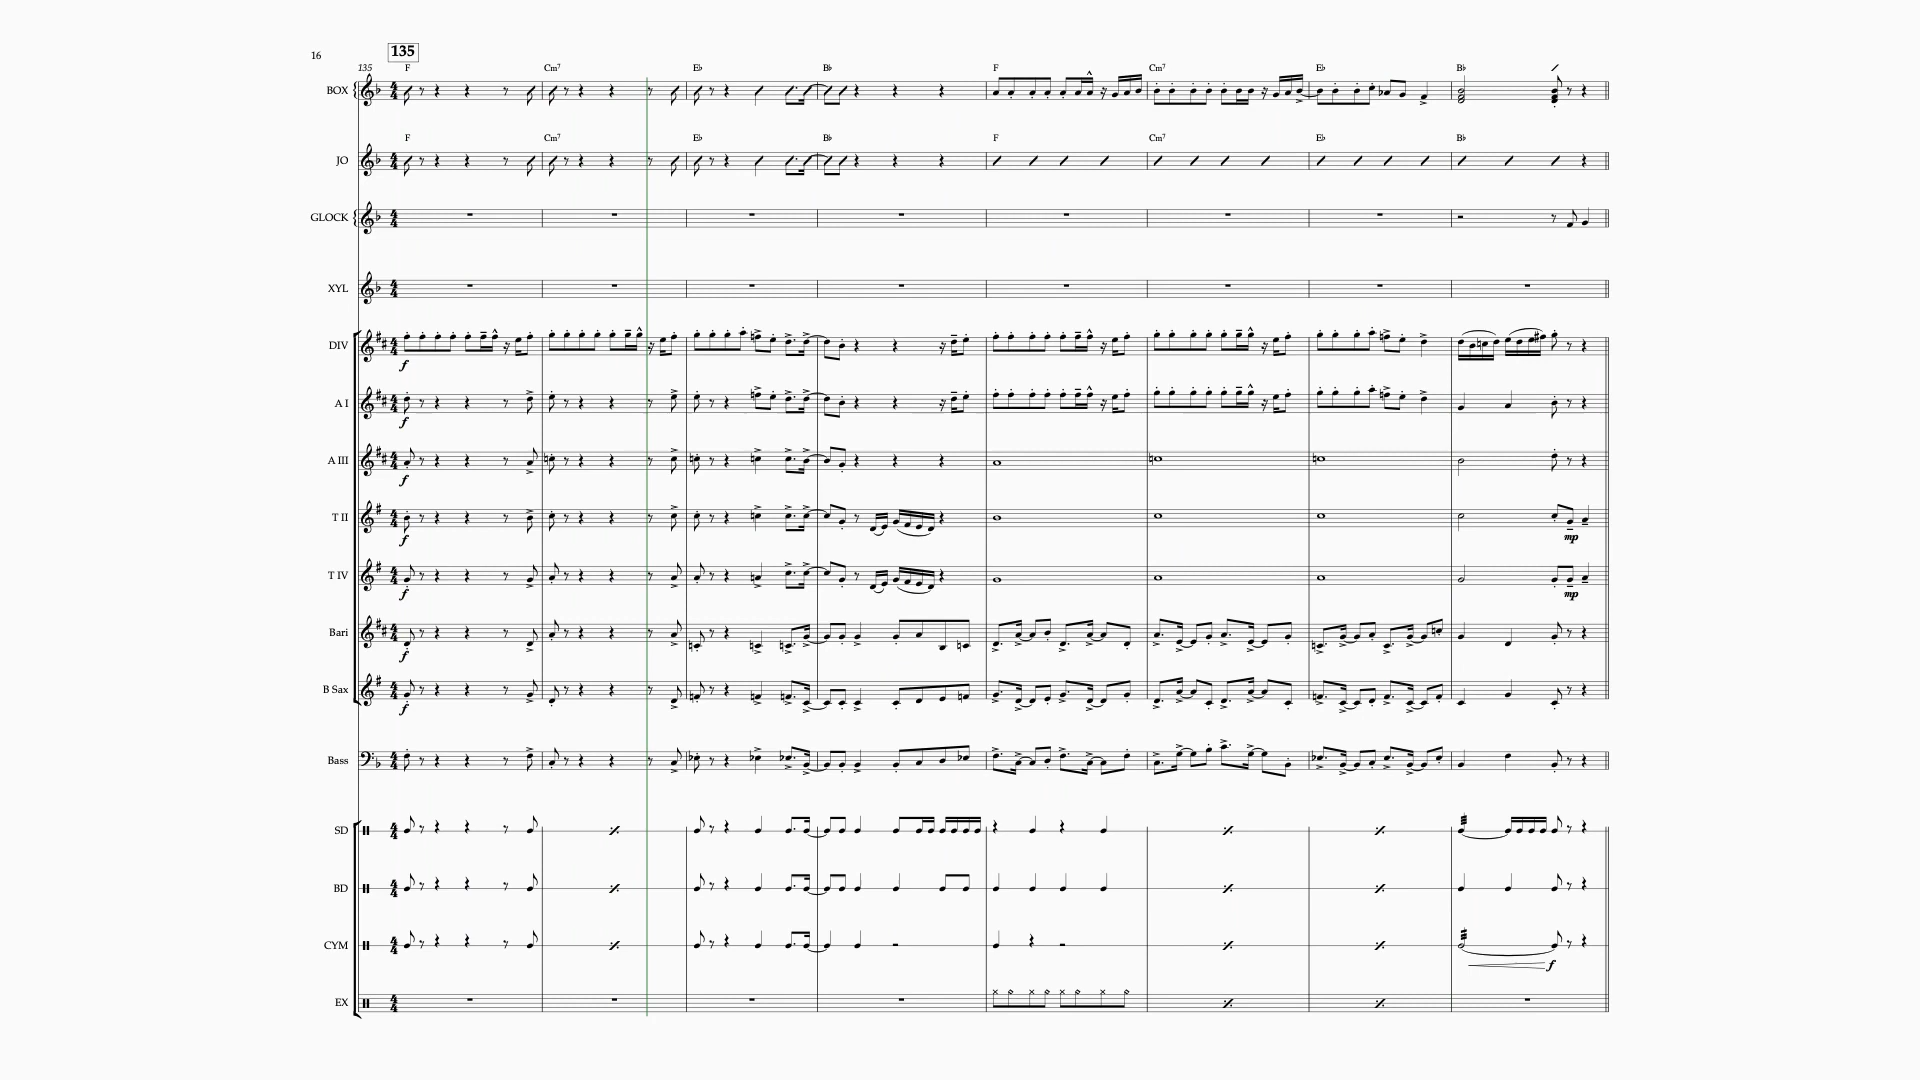 16
135
135
F Cm7 E♭ B♭ F Cm7 E♭ B♭
BOX
F Cm7 E♭ B♭ F Cm7 E♭ B♭
JO
GLOCK
XYL
DIV
f
A I
f
A III
f
T II
f mp
T IV
f mp
Bari
f
B Sax
f
Bass
SD
BD
CYM
f
EX